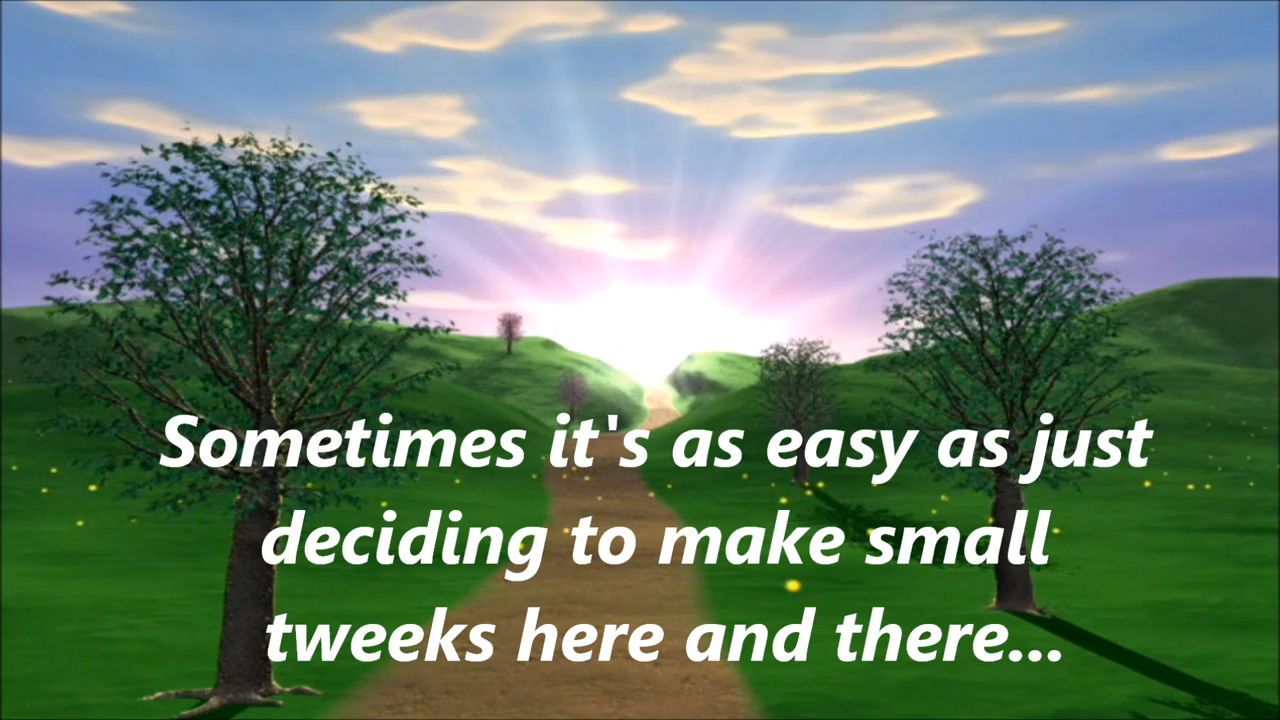 Sometimes it's as easy as just
deciding to make small
tweeks here and there...